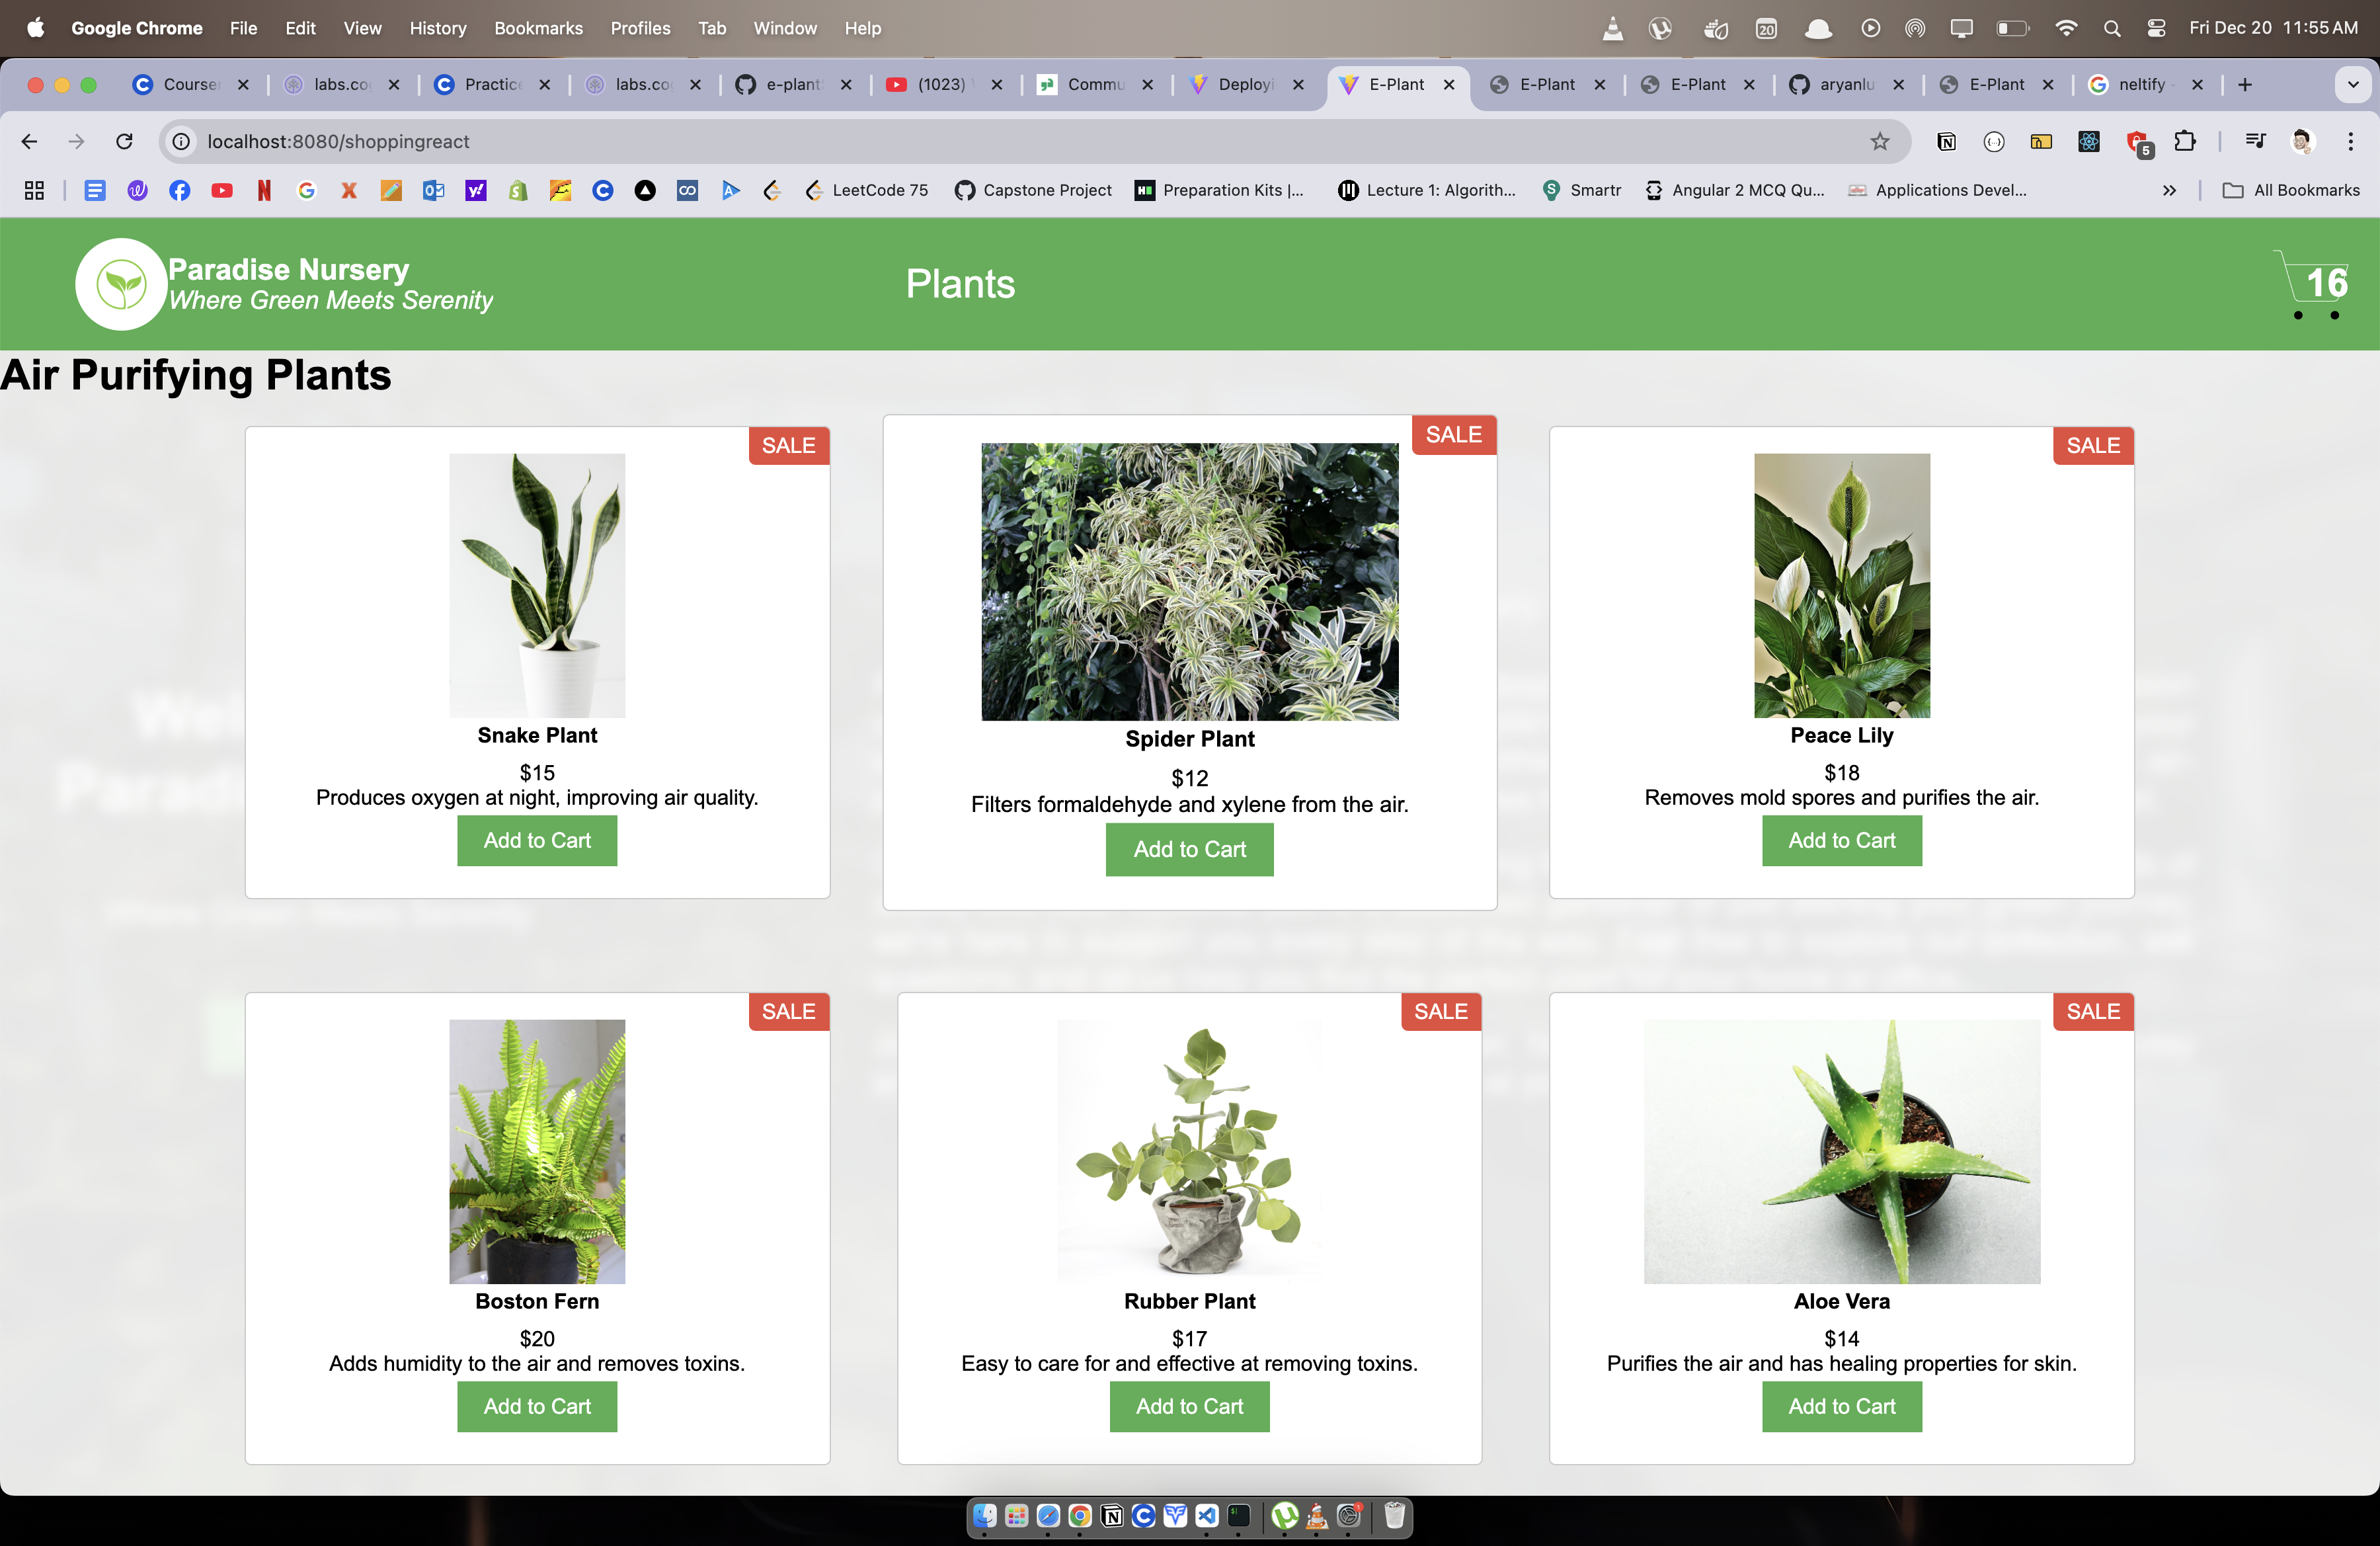 Google Chrome File Edit View History Bookmarks Profiles Tab Window Help 20 Fri Dec 20 11:55 AM
Course labs.co Practice labs.co e-plant (1023) Commu Deployi E-Plant E-Plant E-Plant aryanlu E-Plant neltify -
localhost:8080/shoppingreact 5
LeetCode 75 Capstone Project Preparation Kits |... Lecture 1: Algorith... Smartr Angular 2 MCQ Qu... Applications Devel... All Bookmarks
Paradise Nursery
Where Green Meets Serenity
Plants
16
Air Purifying Plants
SALE
Snake Plant
$15
Produces oxygen at night, improving air quality.
Add to Cart
SALE
Spider Plant
$12
Filters formaldehyde and xylene from the air.
Add to Cart
SALE
Peace Lily
$18
Removes mold spores and purifies the air.
Add to Cart
SALE
Boston Fern
$20
Adds humidity to the air and removes toxins.
Add to Cart
SALE
Rubber Plant
$17
Easy to care for and effective at removing toxins.
Add to Cart
SALE
Aloe Vera
$14
Purifies the air and has healing properties for skin.
Add to Cart